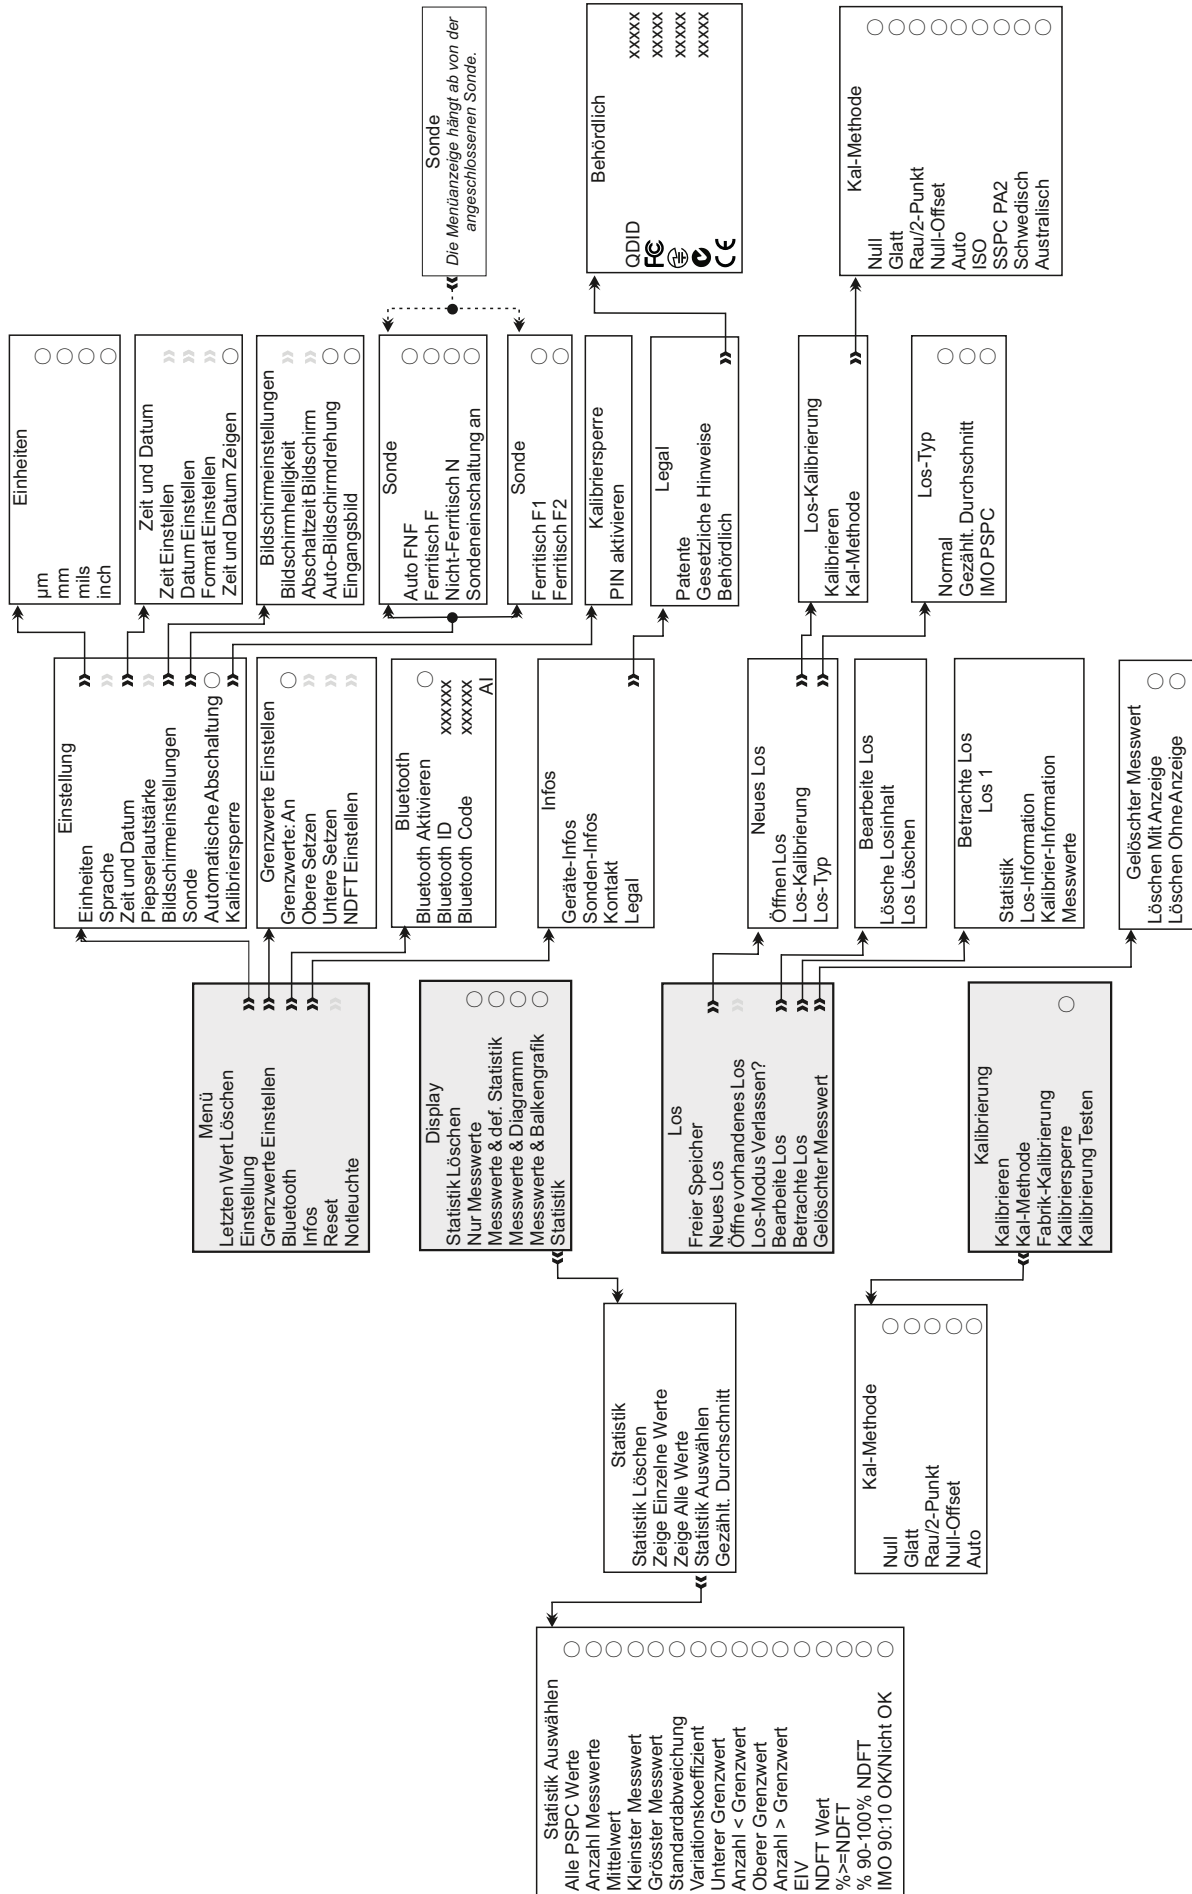 Statistik Auswählen
Alle PSPC Werte
Anzahl Messwerte
Mittelwert
Kleinster Messwert
Grösster Messwert
Standardabweichung
Variationskoeffizient
Unterer Grenzwert
Anzahl < Grenzwert
Oberer Grenzwert
Anzahl > Grenzwert
EIV
NDFT Wert
%>=NDFT
% 90-100% NDFT
IMO 90:10 OK/Nicht OK
Statistik
Statistik Löschen
Zeige Einzelne Werte
Zeige Alle Werte
Statistik Auswählen
Gezählt. Durchschnitt
Kal-Methode
Null
Glatt
Rau/2-Punkt
Null-Offset
Auto
Menü
Letzten Wert Löschen
Einstellung
Grenzwerte Einstellen
Bluetooth
Infos
Reset
Notleuchte
Display
Statistik Löschen
Nur Messwerte
Messwerte & def. Statistik
Messwerte & Diagramm
Messwerte & Balkengrafik
Statistik
Los
Freier Speicher
Neues Los
Öffne vorhandenes Los
Los-Modus Verlassen?
Bearbeite Los
Betrachte Los
Gelöschter Messwert
Kalibrierung
Kalibrieren
Kal-Methode
Fabrik-Kalibrierung
Kalibriersperre
Kalibrierung Testen
Einstellung
Einheiten
Sprache
Zeit und Datum
Piepserlautstärke
Bildschirmeinstellungen
Sonde
Automatische Abschaltung
Kalibriersperre
Grenzwerte Einstellen
Grenzwerte: An
Obere Setzen
Untere Setzen
NDFT Einstellen
Bluetooth
Bluetooth Aktivieren
Bluetooth ID xxxxxx
Bluetooth Code xxxxxx
AI
Infos
Geräte-Infos
Sonden-Infos
Kontakt
Legal
Neues Los
Öffnen Los
Los-Kalibrierung
Los-Typ
Bearbeite Los
Lösche Losinhalt
Los Löschen
Betrachte Los
Los 1
Statistik
Los-Information
Kalibrier-Information
Messwerte
Gelöschter Messwert
Löschen Mit Anzeige
Löschen Ohne Anzeige
Einheiten
µm
mm
mils
inch
Zeit und Datum
Zeit Einstellen
Datum Einstellen
Format Einstellen
Zeit und Datum Zeigen
Bildschirmeinstellungen
Bildschirmhelligkeit
Abschaltzeit Bildschirm
Auto-Bildschirmdrehung
Eingangsbild
Sonde
Auto FNF
Ferritisch F
Nicht-Ferritisch N
Sondeneinschaltung an
Sonde
Ferritisch F1
Ferritisch F2
Kalibriersperre
PIN aktivieren
Legal
Patente
Gesetzliche Hinweise
Behördlich
Los-Kalibrierung
Kalibrieren
Kal-Methode
Los-Typ
Normal
Gezählt. Durchschnitt
IMO PSPC
Sonde
Die Menüanzeige hängt ab von der
angeschlossenen Sonde.
Behördlich
QDID xxxxx
FC xxxxx
xxxxx
CE xxxxx
Kal-Methode
Null
Glatt
Rau/2-Punkt
Null-Offset
Auto
ISO
SSPC PA2
Schwedisch
Australisch